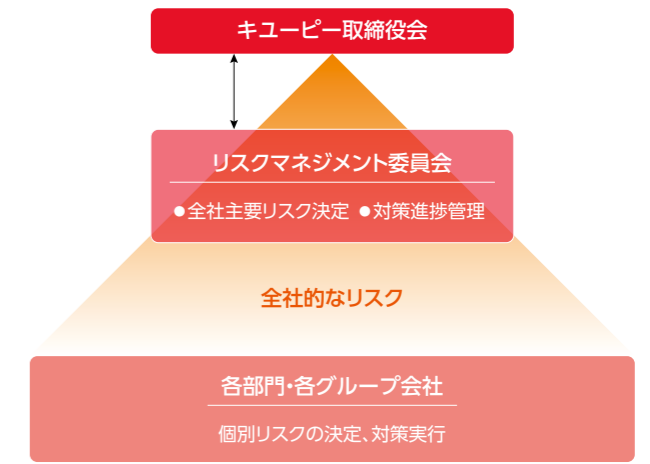 キユーピー取締役会
リスクマネジメント委員会
●全社主要リスク決定 ●対策進捗管理
全社的なリスク
各部門・各グループ会社
個別リスクの決定、対策実行